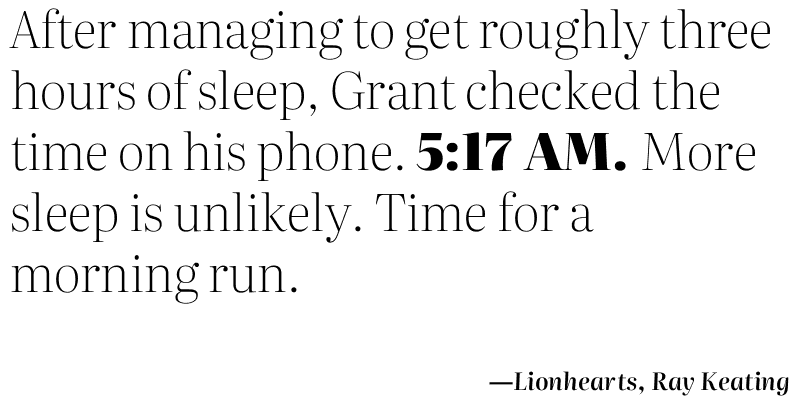 After managing to get roughly three
hours of sleep, Grant checked the
time on his phone. 5:17 AM. More
sleep is unlikely. Time for a
morning run.
—Lionhearts, Ray Keating